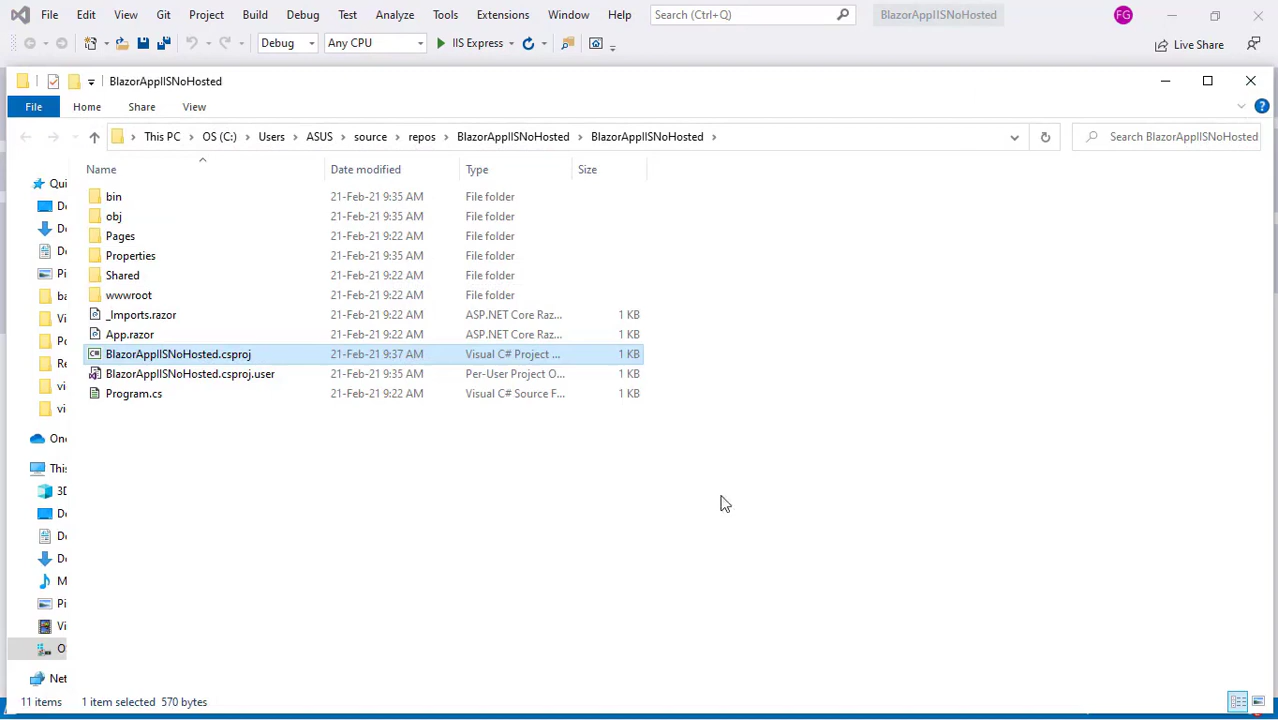 File Edit View Git Project Build Debug Test Analyze Tools Extensions Window Help Search (Ctrl+Q) BlazorAppIISNoHosted FG
Debug Any CPU IIS Express Live Share
BlazorAppIISNoHosted
File Home Share View
This PC OS (C:) Users ASUS source repos BlazorAppIISNoHosted BlazorAppIISNoHosted Search BlazorAppIISNoHosted
Name Date modified Type Size
Qui
bin 21-Feb-21 9:35 AM File folder
obj 21-Feb-21 9:35 AM File folder
Pages 21-Feb-21 9:22 AM File folder
Properties 21-Feb-21 9:35 AM File folder
Shared 21-Feb-21 9:22 AM File folder
wwwroot 21-Feb-21 9:22 AM File folder
_Imports.razor 21-Feb-21 9:22 AM ASP.NET Core Raz... 1 KB
App.razor 21-Feb-21 9:22 AM ASP.NET Core Raz... 1 KB
BlazorAppIISNoHosted.csproj 21-Feb-21 9:37 AM Visual C# Project ... 1 KB
BlazorAppIISNoHosted.csproj.user 21-Feb-21 9:35 AM Per-User Project O... 1 KB
Program.cs 21-Feb-21 9:22 AM Visual C# Source F... 1 KB
One
This
3D
Net
11 items 1 item selected 570 bytes